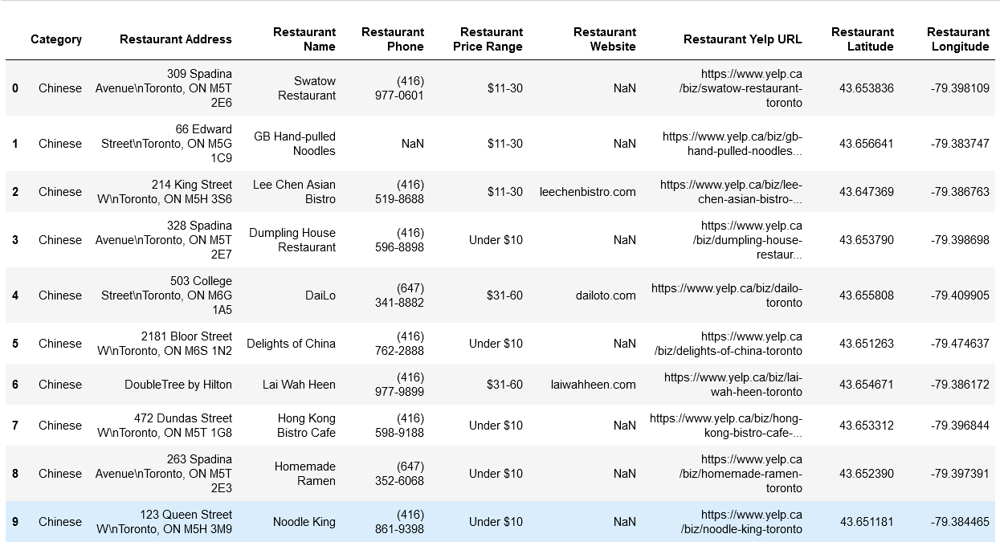 Category Restaurant Address Restaurant Name Restaurant Phone Restaurant Price Range Restaurant Website Restaurant Yelp URL Restaurant Latitude Restaurant Longitude
0 Chinese 309 Spadina Avenue\nToronto, ON M5T 2E6 Swatow Restaurant (416) 977-0601 $11-30 NaN https://www.yelp.ca/biz/swatow-restaurant-toronto 43.653836 -79.398109
1 Chinese 66 Edward Street\nToronto, ON M5G 1C9 GB Hand-pulled Noodles NaN $11-30 NaN https://www.yelp.ca/biz/gb-hand-pulled-noodles... 43.656641 -79.383747
2 Chinese 214 King Street W\nToronto, ON M5H 3S6 Lee Chen Asian Bistro (416) 519-8688 $11-30 leechenbistro.com https://www.yelp.ca/biz/lee-chen-asian-bistro-... 43.647369 -79.386763
3 Chinese 328 Spadina Avenue\nToronto, ON M5T 2E7 Dumpling House Restaurant (416) 596-8898 Under $10 NaN https://www.yelp.ca/biz/dumpling-house-restaur... 43.653790 -79.398698
4 Chinese 503 College Street\nToronto, ON M6G 1A5 DaiLo (647) 341-8882 $31-60 dailoto.com https://www.yelp.ca/biz/dailo-toronto 43.655808 -79.409905
5 Chinese 2181 Bloor Street W\nToronto, ON M6S 1N2 Delights of China (416) 762-2888 Under $10 NaN https://www.yelp.ca/biz/delights-of-china-toronto 43.651263 -79.474637
6 Chinese DoubleTree by Hilton Lai Wah Heen (416) 977-9899 $31-60 laiwahheen.com https://www.yelp.ca/biz/lai-wah-heen-toronto 43.654671 -79.386172
7 Chinese 472 Dundas Street W\nToronto, ON M5T 1G8 Hong Kong Bistro Cafe (416) 598-9188 Under $10 NaN https://www.yelp.ca/biz/hong-kong-bistro-cafe-... 43.653312 -79.396844
8 Chinese 263 Spadina Avenue\nToronto, ON M5T 2E3 Homemade Ramen (647) 352-6068 Under $10 NaN https://www.yelp.ca/biz/homemade-ramen-toronto 43.652390 -79.397391
9 Chinese 123 Queen Street W\nToronto, ON M5H 3M9 Noodle King (416) 861-9398 Under $10 NaN https://www.yelp.ca/biz/noodle-king-toronto 43.651181 -79.384465